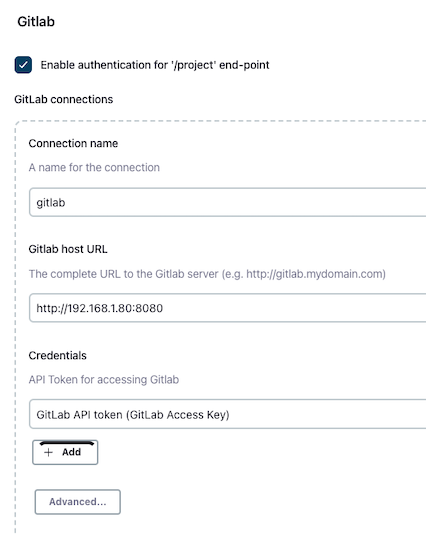 Gitlab
Enable authentication for '/project' end-point
GitLab connections
Connection name
A name for the connection
gitlab
Gitlab host URL
The complete URL to the Gitlab server (e.g. http://gitlab.mydomain.com)
http://192.168.1.80:8080
Credentials
API Token for accessing Gitlab
GitLab API token (GitLab Access Key)
+ Add
Advanced...